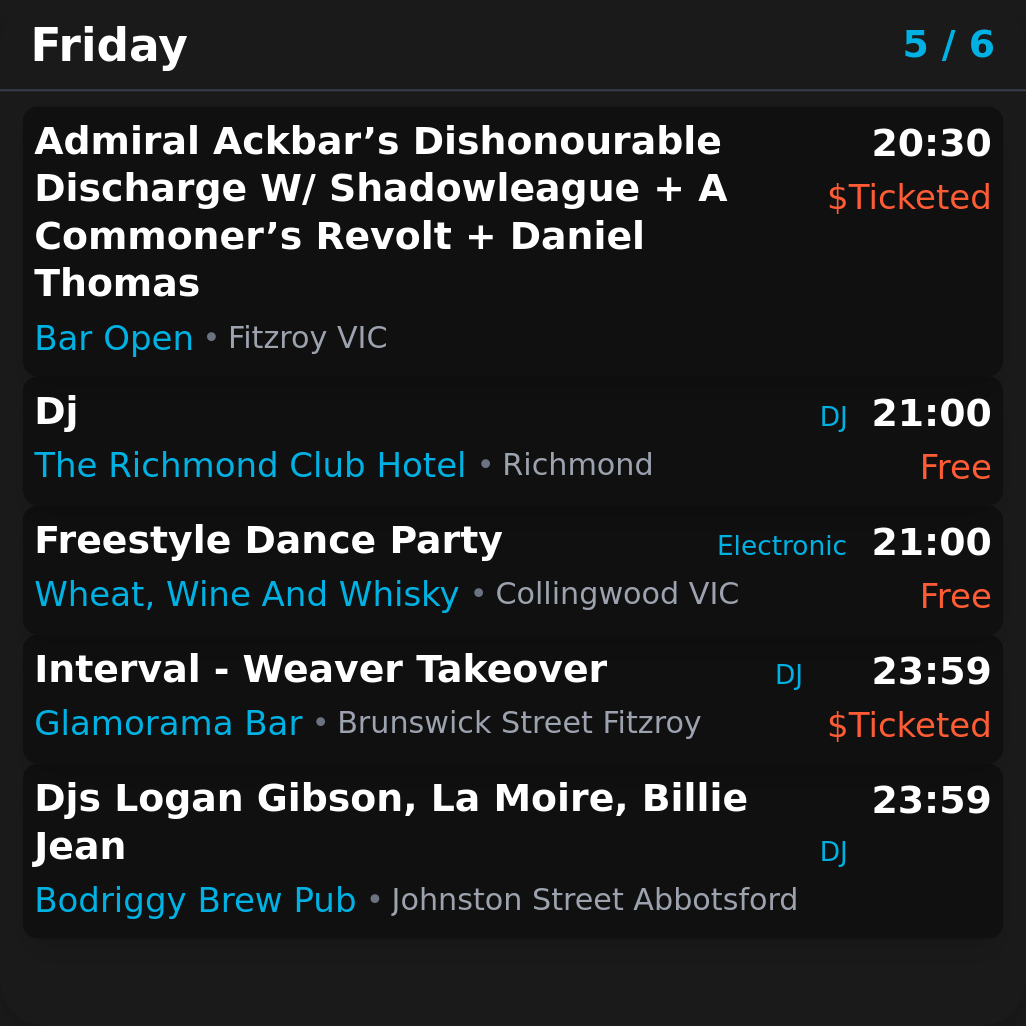 Friday 5 / 6
Admiral Ackbar’s Dishonourable 20:30
Discharge W/ Shadowleague + A $Ticketed
Commoner’s Revolt + Daniel
Thomas
Bar Open • Fitzroy VIC
Dj DJ 21:00
The Richmond Club Hotel • Richmond Free
Freestyle Dance Party Electronic 21:00
Wheat, Wine And Whisky • Collingwood VIC Free
Interval - Weaver Takeover DJ 23:59
Glamorama Bar • Brunswick Street Fitzroy $Ticketed
Djs Logan Gibson, La Moire, Billie 23:59
Jean DJ
Bodriggy Brew Pub • Johnston Street Abbotsford